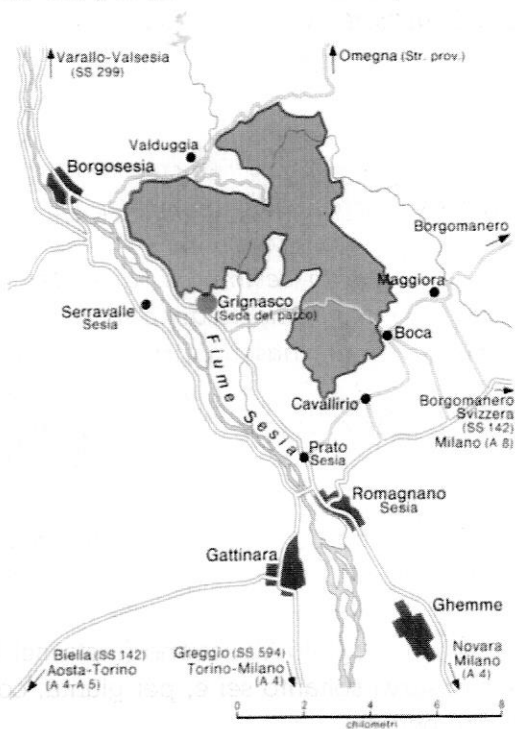 Varallo-Valsesia
(SS 299)
Omegna (Str. prov.)
Valduggia
Borgosesia
Borgomanero
Maggiora
Grignasco
(Sede del parco)
Serravalle
Sesia
Boca
Fiume Sesia
Cavallirio
Borgomanero
Svizzera
(SS 142)
Milano (A 8)
Prato
Sesia
Romagnano
Sesia
Gattinara
Ghemme
Biella (SS 142)
Aosta-Torino
(A 4-A 5)
Greggio (SS 594)
Torino-Milano
(A 4)
Novara
Milano
(A 4)
0 2 4 6 8
chilometri